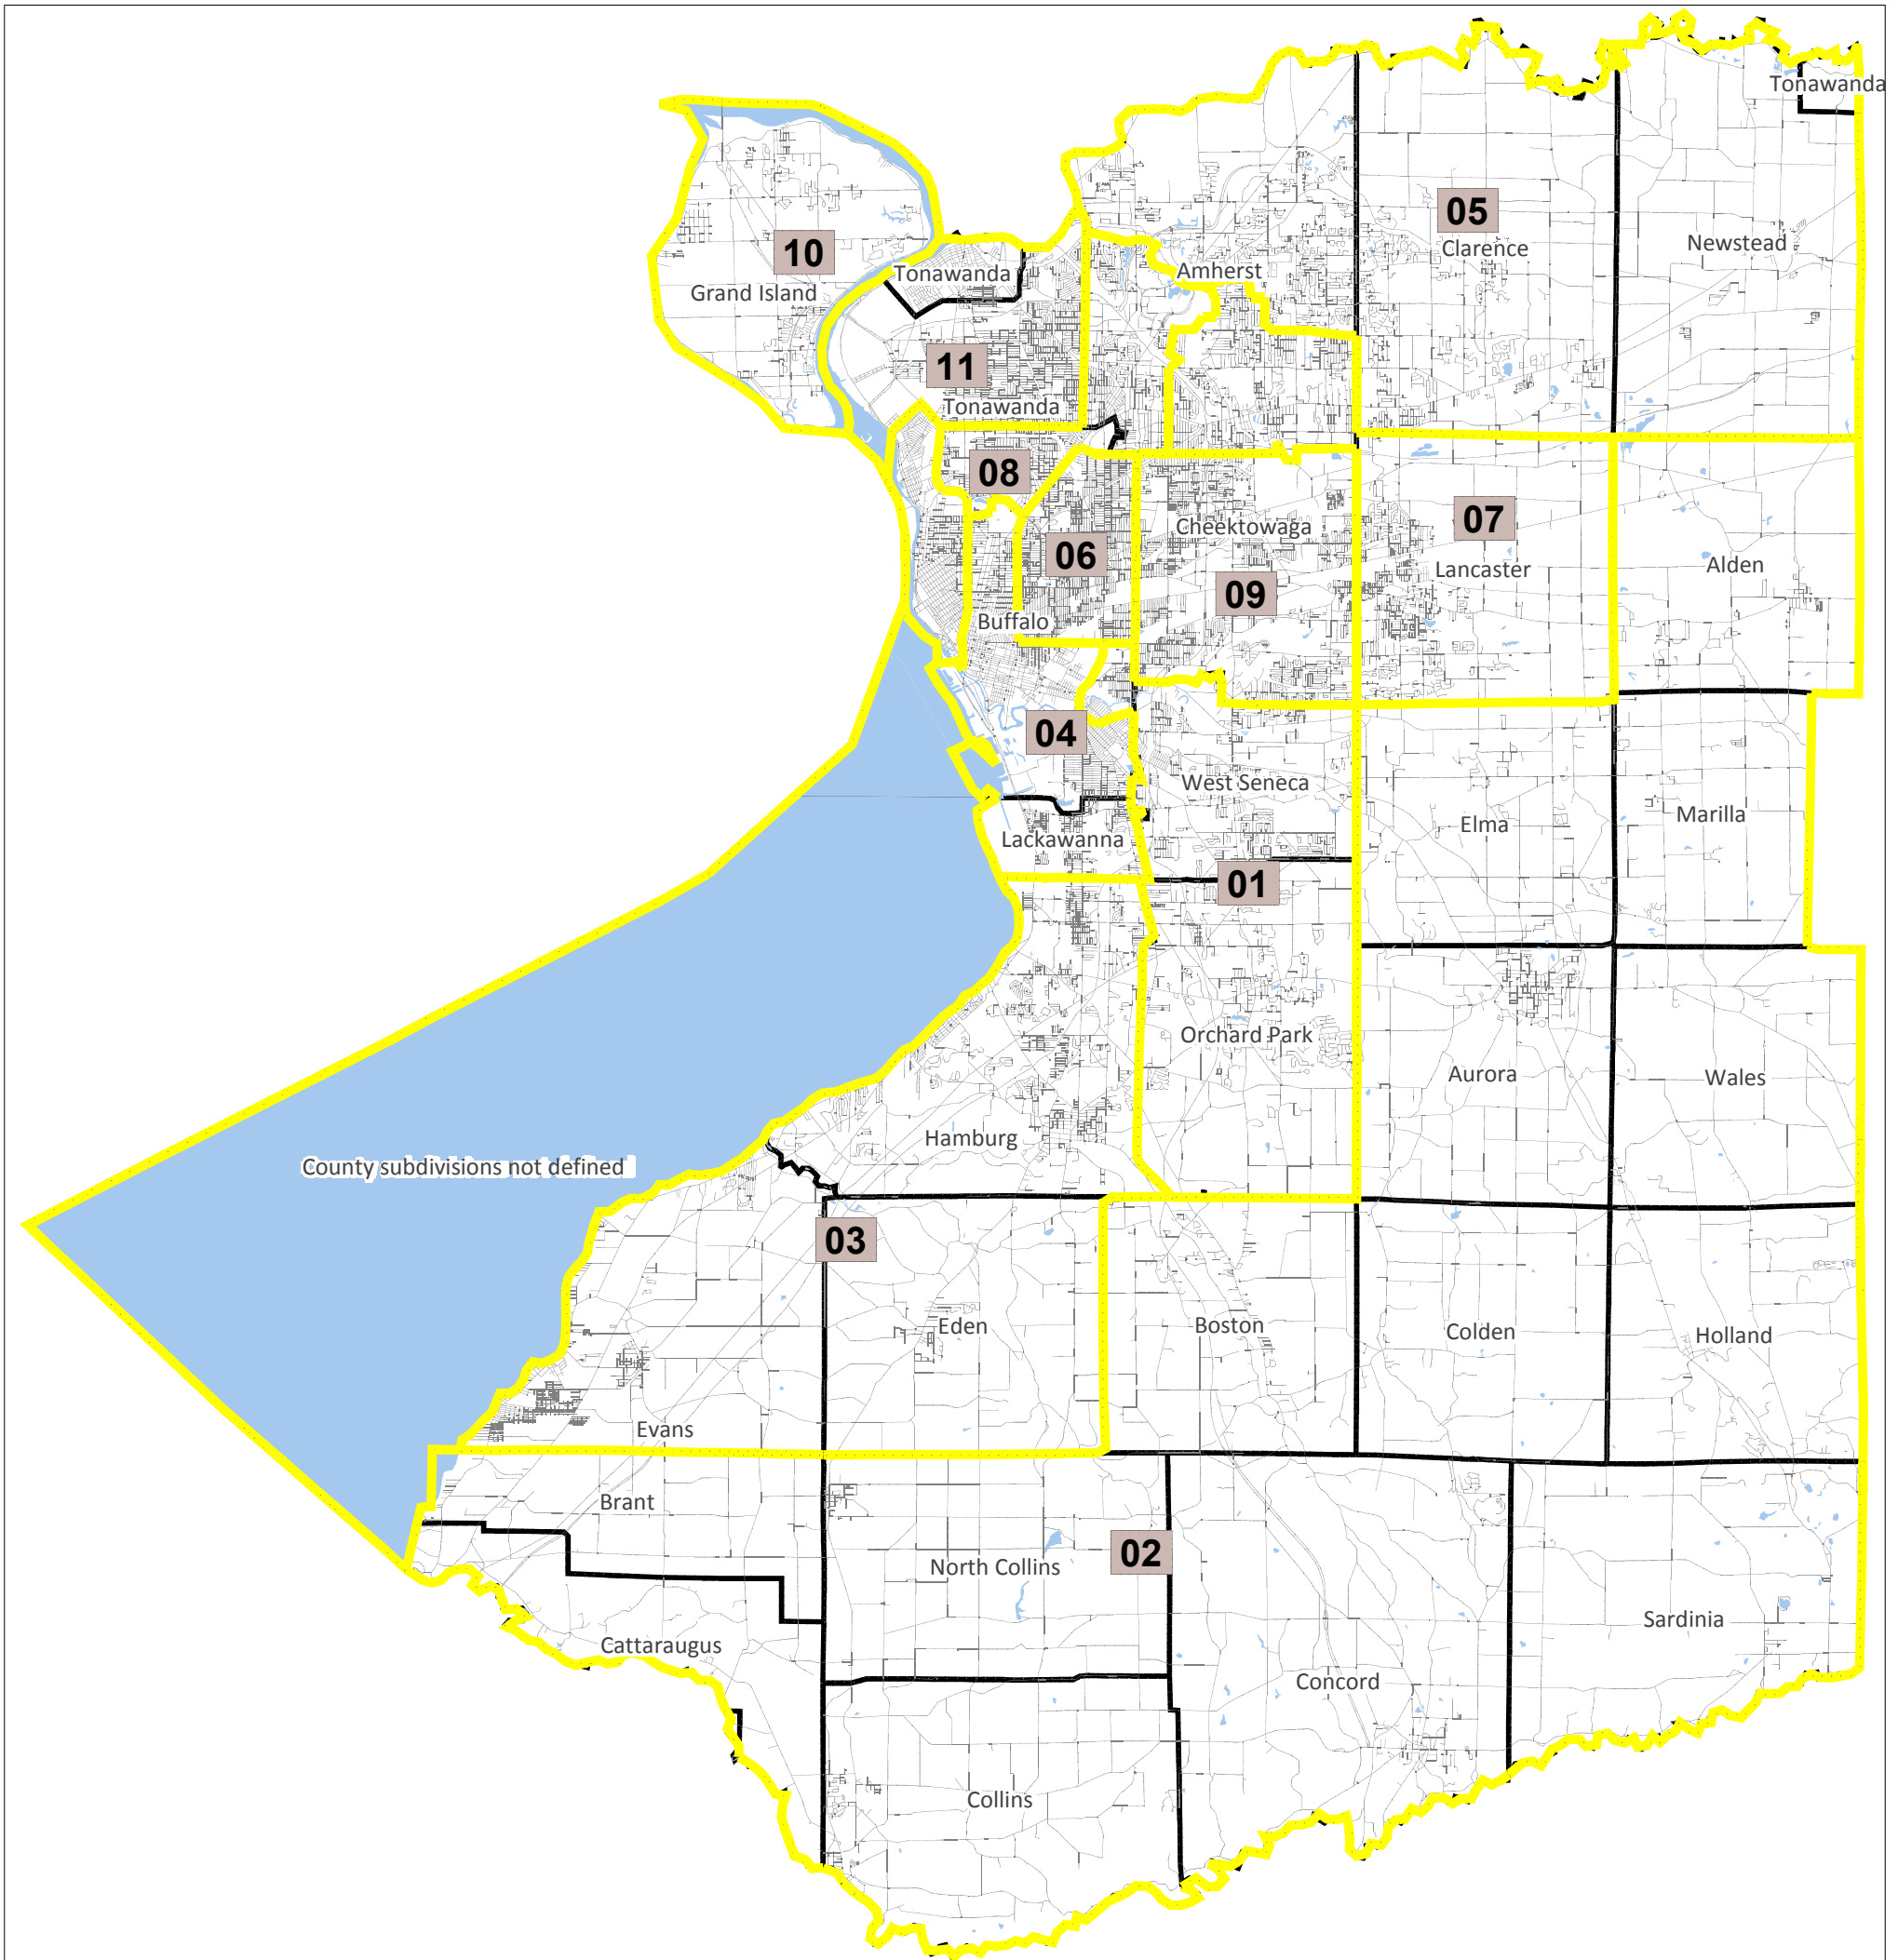 Tonawanda
05
10
Newstead
Clarence
Amherst
Tonawanda
Grand Island
11
Tonawanda
08
07
Cheektowaga
06
Alden
Lancaster
09
Buffalo
04
West Seneca
Marilla
Elma
Lackawanna
01
Orchard Park
Aurora
Wales
Hamburg
County subdivisions not defined
03
Eden
Boston
Colden
Holland
Evans
Brant
02
North Collins
Sardinia
Cattaraugus
Concord
Collins